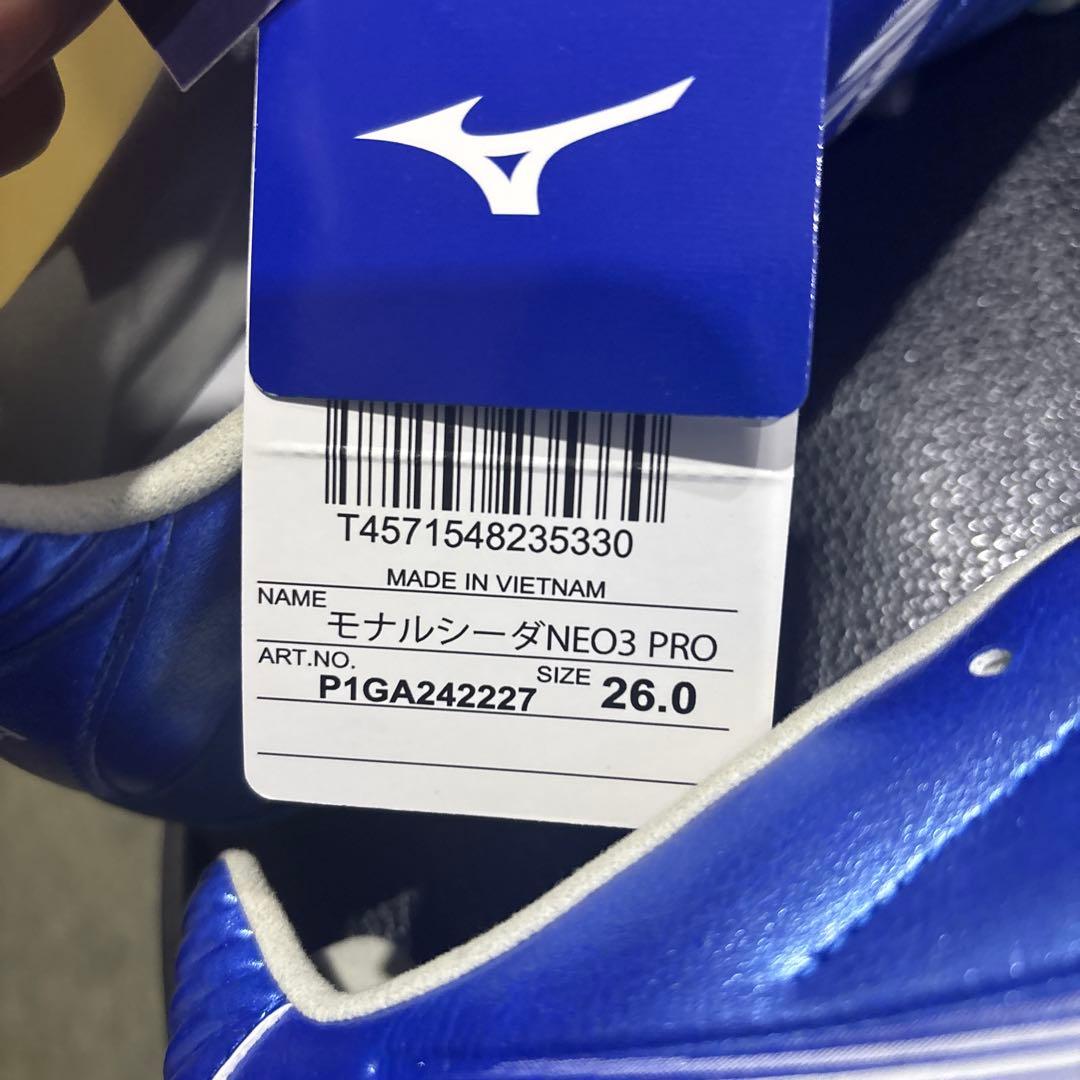 T4571548235330
MADE IN VIETNAM
NAME
モナルシーダNEO3 PRO
ART.NO.
P1GA242227
SIZE 26.0